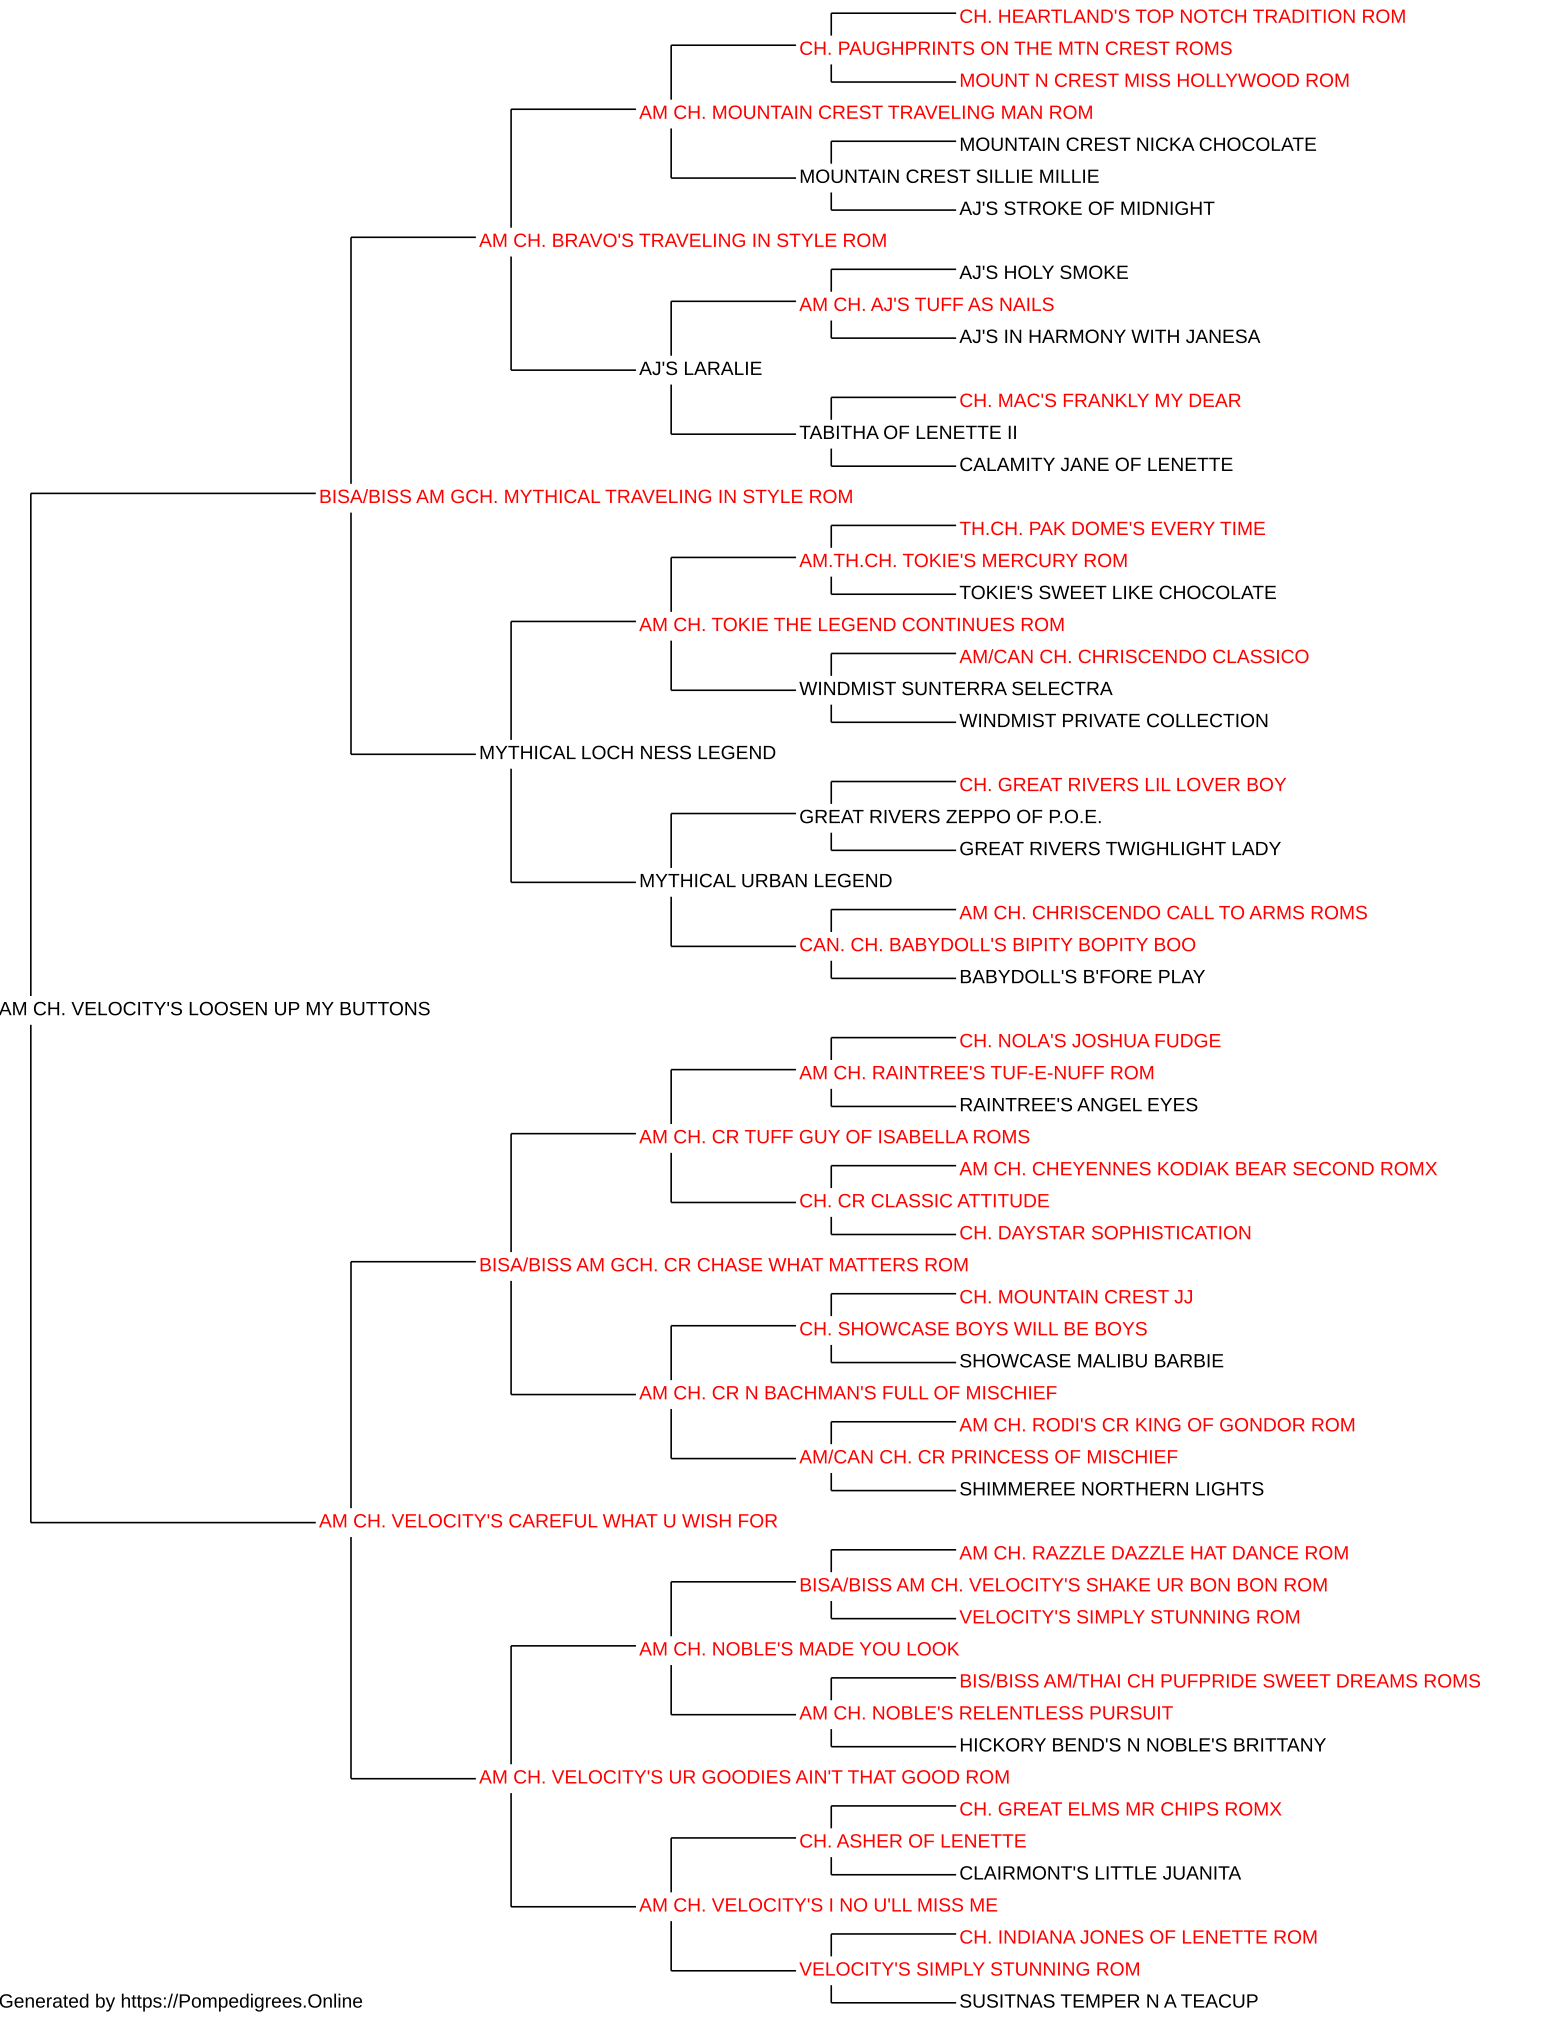 CH. HEARTLAND'S TOP NOTCH TRADITION ROM
CH. PAUGHPRINTS ON THE MTN CREST ROMS
MOUNT N CREST MISS HOLLYWOOD ROM
AM CH. MOUNTAIN CREST TRAVELING MAN ROM
MOUNTAIN CREST NICKA CHOCOLATE
MOUNTAIN CREST SILLIE MILLIE
AJ'S STROKE OF MIDNIGHT
AM CH. BRAVO'S TRAVELING IN STYLE ROM
AJ'S HOLY SMOKE
AM CH. AJ'S TUFF AS NAILS
AJ'S IN HARMONY WITH JANESA
AJ'S LARALIE
CH. MAC'S FRANKLY MY DEAR
TABITHA OF LENETTE II
CALAMITY JANE OF LENETTE
BISA/BISS AM GCH. MYTHICAL TRAVELING IN STYLE ROM
TH.CH. PAK DOME'S EVERY TIME
AM.TH.CH. TOKIE'S MERCURY ROM
TOKIE'S SWEET LIKE CHOCOLATE
AM CH. TOKIE THE LEGEND CONTINUES ROM
AM/CAN CH. CHRISCENDO CLASSICO
WINDMIST SUNTERRA SELECTRA
WINDMIST PRIVATE COLLECTION
MYTHICAL LOCH NESS LEGEND
CH. GREAT RIVERS LIL LOVER BOY
GREAT RIVERS ZEPPO OF P.O.E.
GREAT RIVERS TWIGHLIGHT LADY
MYTHICAL URBAN LEGEND
AM CH. CHRISCENDO CALL TO ARMS ROMS
CAN. CH. BABYDOLL'S BIPITY BOPITY BOO
BABYDOLL'S B'FORE PLAY
AM CH. VELOCITY'S LOOSEN UP MY BUTTONS
CH. NOLA'S JOSHUA FUDGE
AM CH. RAINTREE'S TUF-E-NUFF ROM
RAINTREE'S ANGEL EYES
AM CH. CR TUFF GUY OF ISABELLA ROMS
AM CH. CHEYENNES KODIAK BEAR SECOND ROMX
CH. CR CLASSIC ATTITUDE
CH. DAYSTAR SOPHISTICATION
BISA/BISS AM GCH. CR CHASE WHAT MATTERS ROM
CH. MOUNTAIN CREST JJ
CH. SHOWCASE BOYS WILL BE BOYS
SHOWCASE MALIBU BARBIE
AM CH. CR N BACHMAN'S FULL OF MISCHIEF
AM CH. RODI'S CR KING OF GONDOR ROM
AM/CAN CH. CR PRINCESS OF MISCHIEF
SHIMMEREE NORTHERN LIGHTS
AM CH. VELOCITY'S CAREFUL WHAT U WISH FOR
AM CH. RAZZLE DAZZLE HAT DANCE ROM
BISA/BISS AM CH. VELOCITY'S SHAKE UR BON BON ROM
VELOCITY'S SIMPLY STUNNING ROM
AM CH. NOBLE'S MADE YOU LOOK
BIS/BISS AM/THAI CH PUFPRIDE SWEET DREAMS ROMS
AM CH. NOBLE'S RELENTLESS PURSUIT
HICKORY BEND'S N NOBLE'S BRITTANY
AM CH. VELOCITY'S UR GOODIES AIN'T THAT GOOD ROM
CH. GREAT ELMS MR CHIPS ROMX
CH. ASHER OF LENETTE
CLAIRMONT'S LITTLE JUANITA
AM CH. VELOCITY'S I NO U'LL MISS ME
CH. INDIANA JONES OF LENETTE ROM
VELOCITY'S SIMPLY STUNNING ROM
SUSITNAS TEMPER N A TEACUP
Generated by https://Pompedigrees.Online